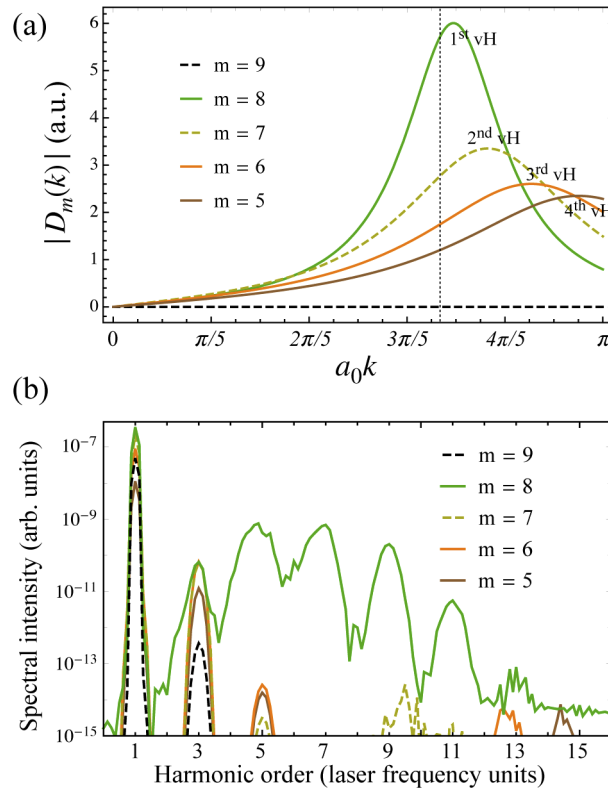 (a)
|D_m(k)| (a.u.)
6
5
4
3
2
1
0
m = 9
m = 8
m = 7
m = 6
m = 5
1st vH
2nd vH
3rd vH
4th vH
0 π/5 2π/5 3π/5 4π/5 π
a₀k
(b)
Spectral intensity (arb. units)
10⁻⁷
10⁻⁹
10⁻¹¹
10⁻¹³
10⁻¹⁵
m = 9
m = 8
m = 7
m = 6
m = 5
1 3 5 7 9 11 13 15
Harmonic order (laser frequency units)